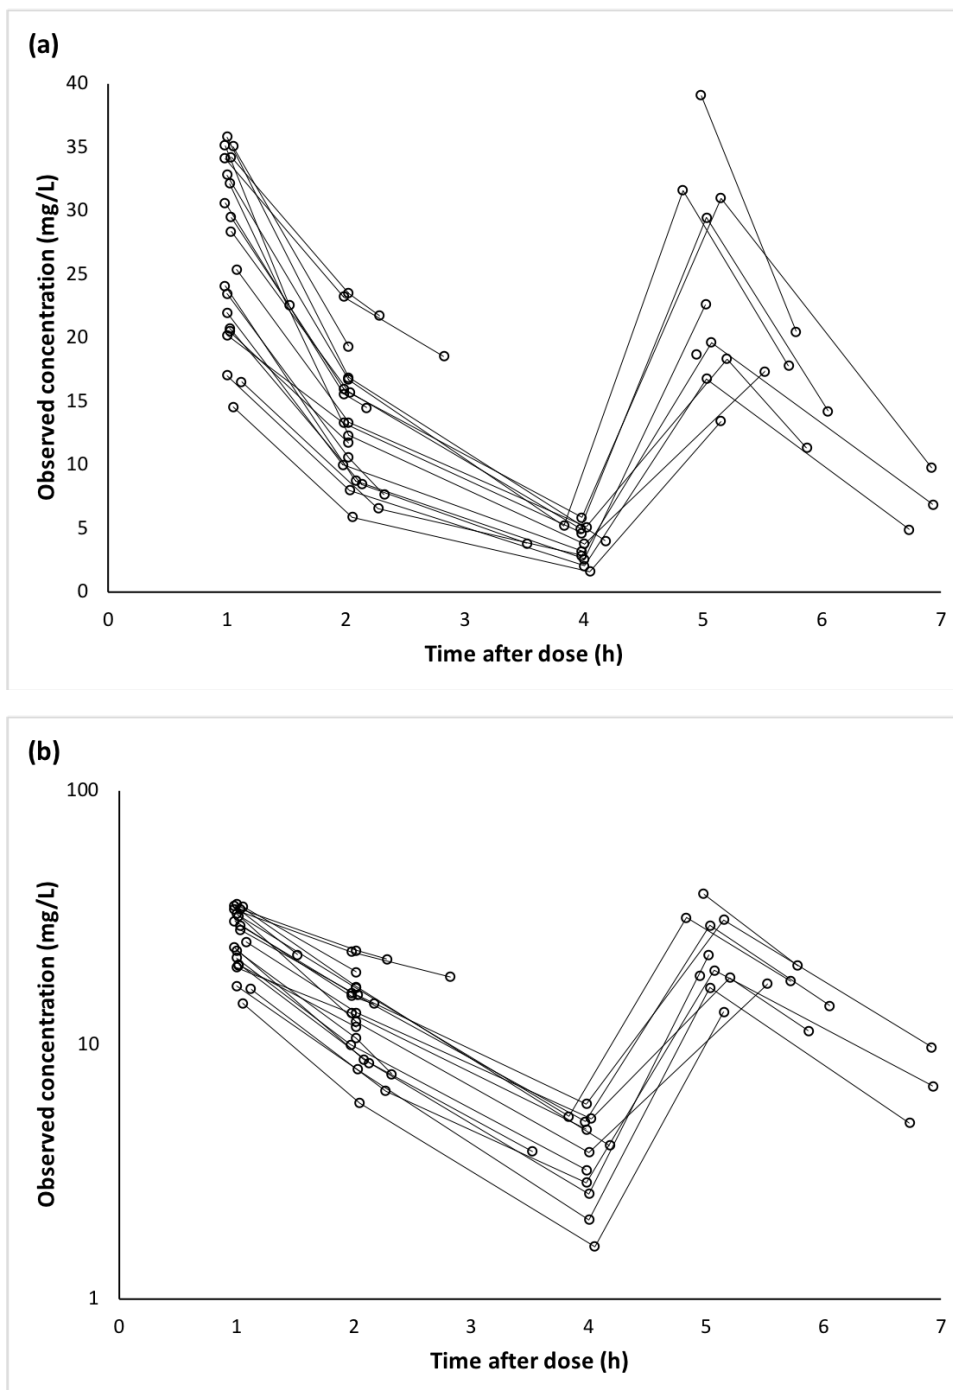 (a)
Observed concentration (mg/L)
40
35
30
25
20
15
10
5
0
0 1 2 3 4 5 6 7
Time after dose (h)
(b)
Observed concentration (mg/L)
100
10
1
0 1 2 3 4 5 6 7
Time after dose (h)